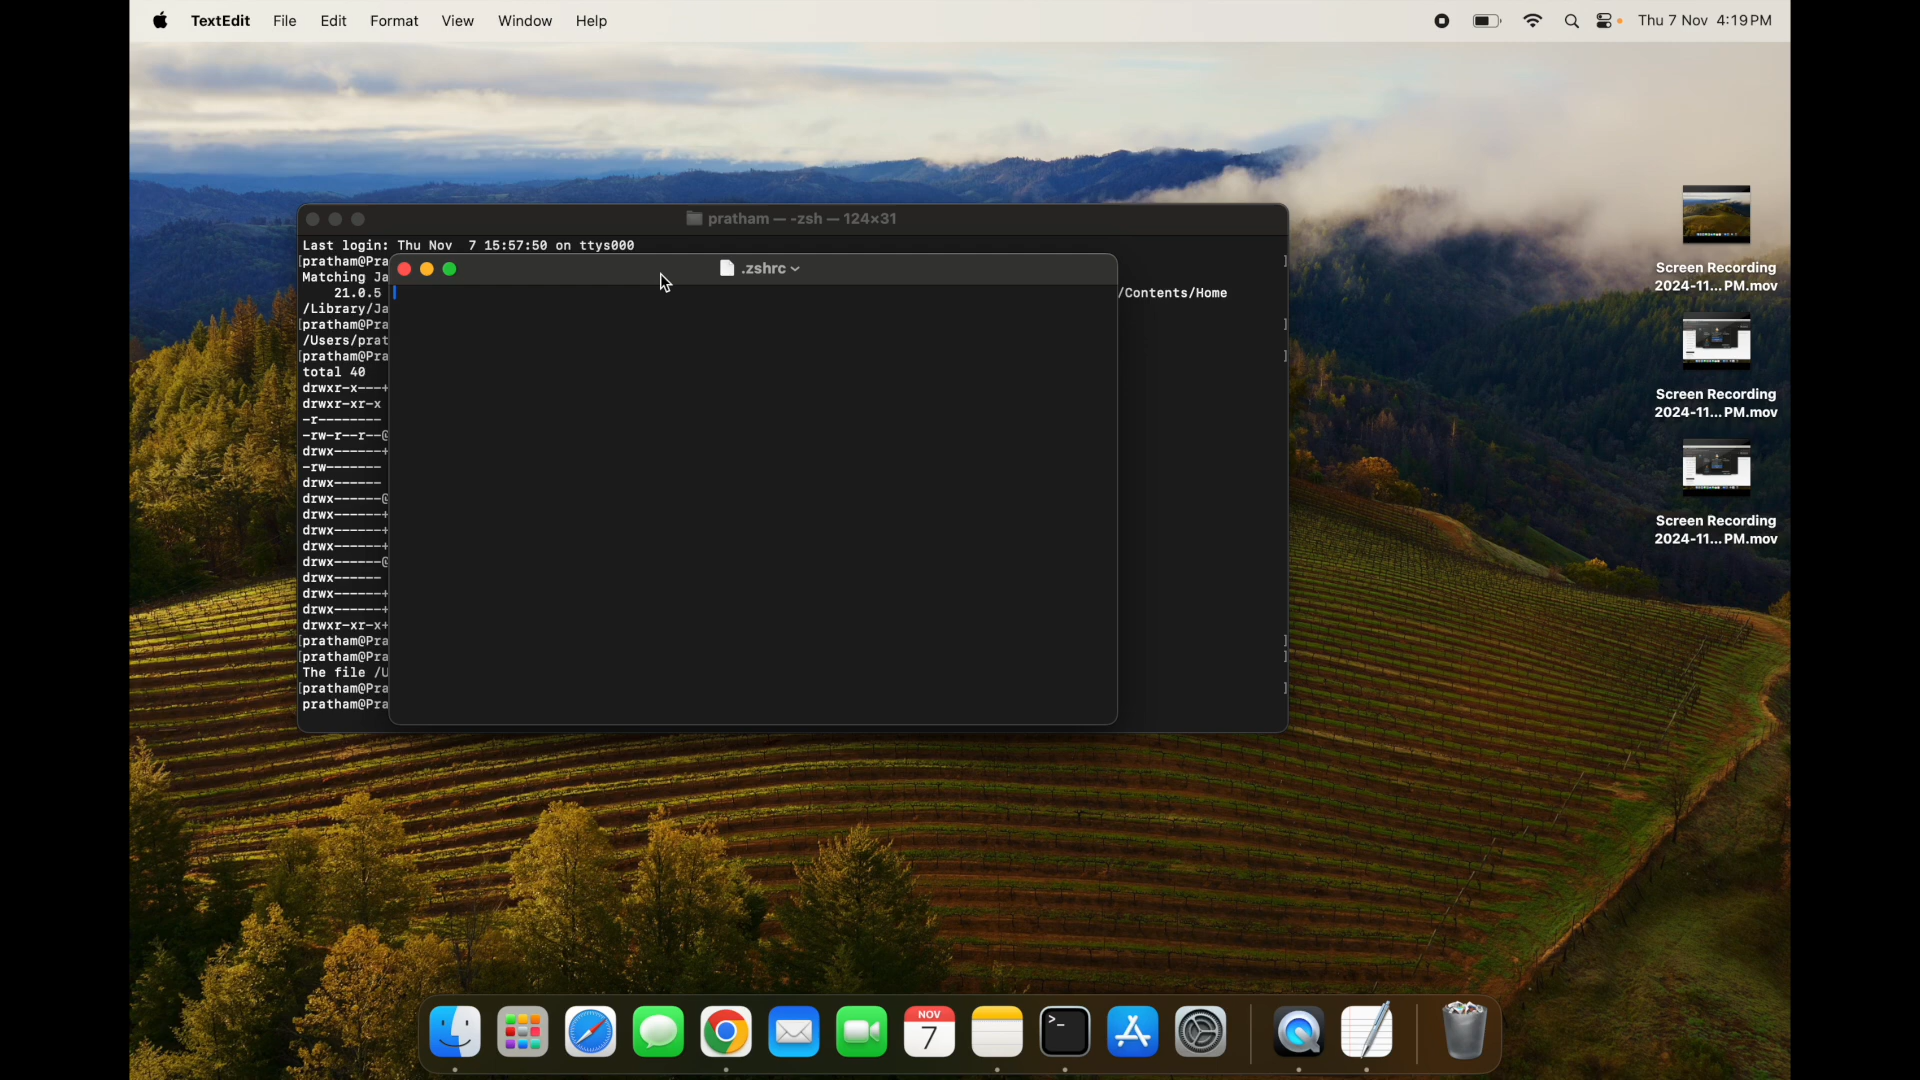 TextEdit File Edit Format View Window Help Thu 7 Nov 4:19 PM
pratham — -zsh — 124×31
Last login: Thu Nov  7 15:57:50 on ttys000
[pratham@Pra ]
.zshrc
Matching Ja
21.0.5 /Contents/Home
/Library/Ja
[pratham@Pra ]
/Users/prat
[pratham@Pra ]
total 40
drwxr-x---+
drwxr-xr-x
-r--------
-rw-r--r--@
drwx------+
-rw-------
drwx------
drwx------@
drwx------+
drwx------+
drwx------+
drwx------@
drwx------
drwx------+
drwx------+
drwxr-xr-x+
[pratham@Pra ]
[pratham@Pra ]
The file /U
[pratham@Pra ]
pratham@Pra
Screen Recording
2024-11... PM.mov
Screen Recording
2024-11... PM.mov
Screen Recording
2024-11... PM.mov
NOV
7
>_